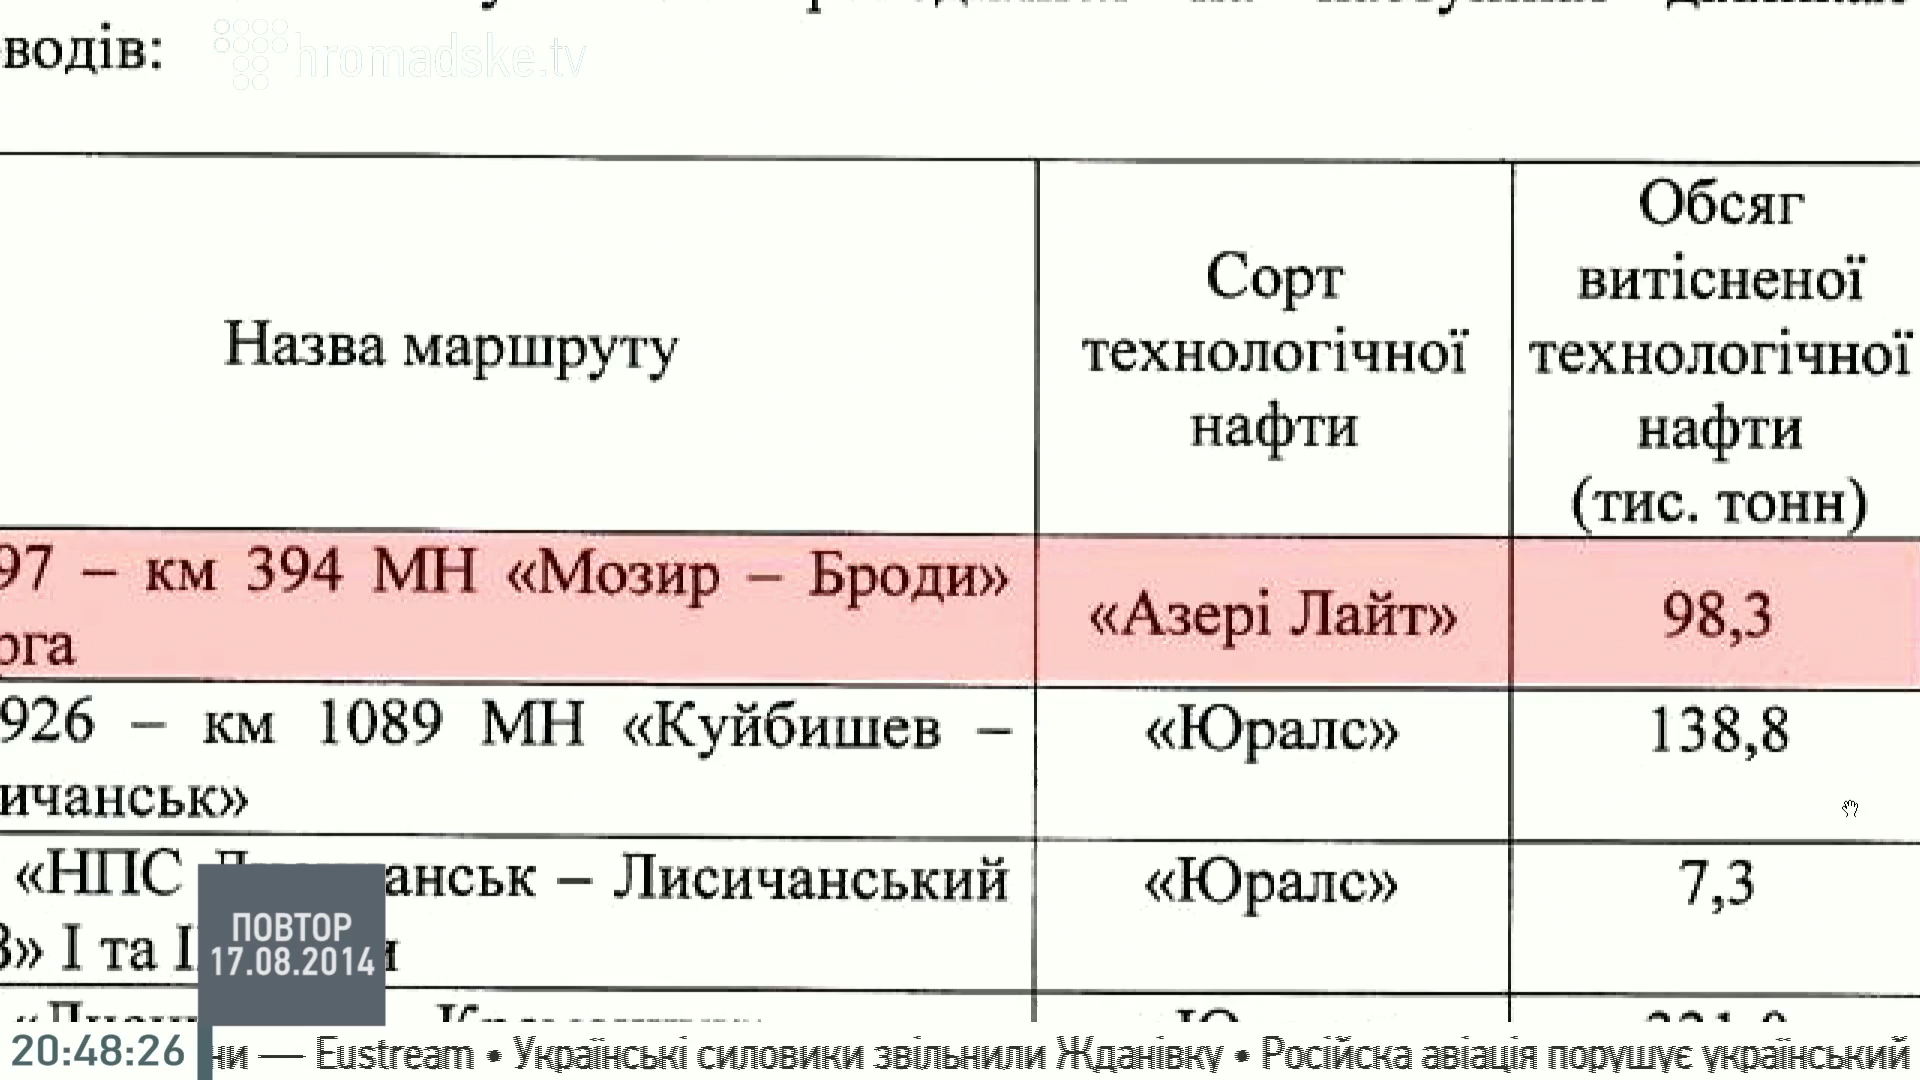 водів:
hromadske.tv
Назва маршруту
Сорт
технологічної
нафти
Обсяг
витісненої
технологічної
нафти
(тис. тонн)
97 – км 394 МН «Мозир – Броди»
рга
«Азері Лайт»
98,3
926 – км 1089 МН «Куйбишев –
ичанськ»
«Юралс»
138,8
«НПС анськ – Лисичанський
» І та І
«Юралс»
7,3
ПОВТОР
17.08.2014
20:48:26
ни — Eustream • Українські силовики звільнили Жданівку • Російска авіація порушує український